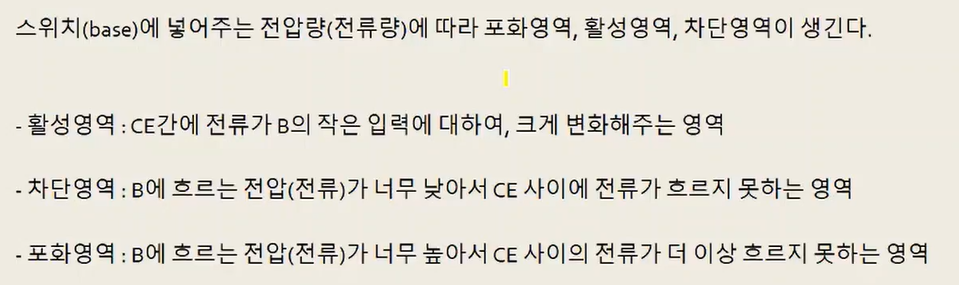 스위치(base)에 넣어주는 전압량(전류량)에 따라 포화영역, 활성영역, 차단영역이 생긴다.
- 활성영역 : CE간에 전류가 B의 작은 입력에 대하여, 크게 변화해주는 영역
- 차단영역 : B에 흐르는 전압(전류)가 너무 낮아서 CE 사이에 전류가 흐르지 못하는 영역
- 포화영역 : B에 흐르는 전압(전류)가 너무 높아서 CE 사이의 전류가 더 이상 흐르지 못하는 영역